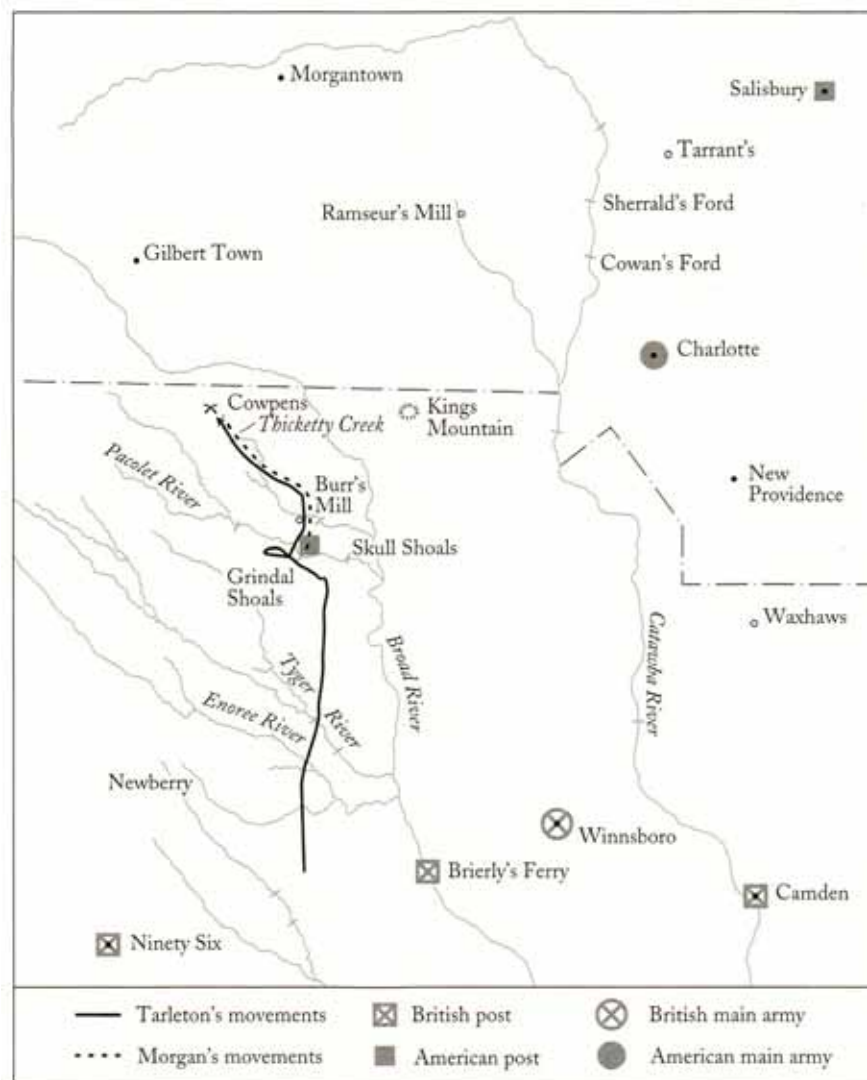 Morgantown
Salisbury
Tarrant's
Ramseur's Mill
Sherrald's Ford
Gilbert Town
Cowan's Ford
Charlotte
Cowpens
Thicketty Creek
Kings
Mountain
Pacolet River
Burr's
Mill
New
Providence
Skull Shoals
Grindal
Shoals
Waxhaws
Tyger
River
Broad River
Catawba River
Enoree River
Newberry
Winnsboro
Brierly's Ferry
Camden
Ninety Six
Tarleton's movements
British post
British main army
Morgan's movements
American post
American main army